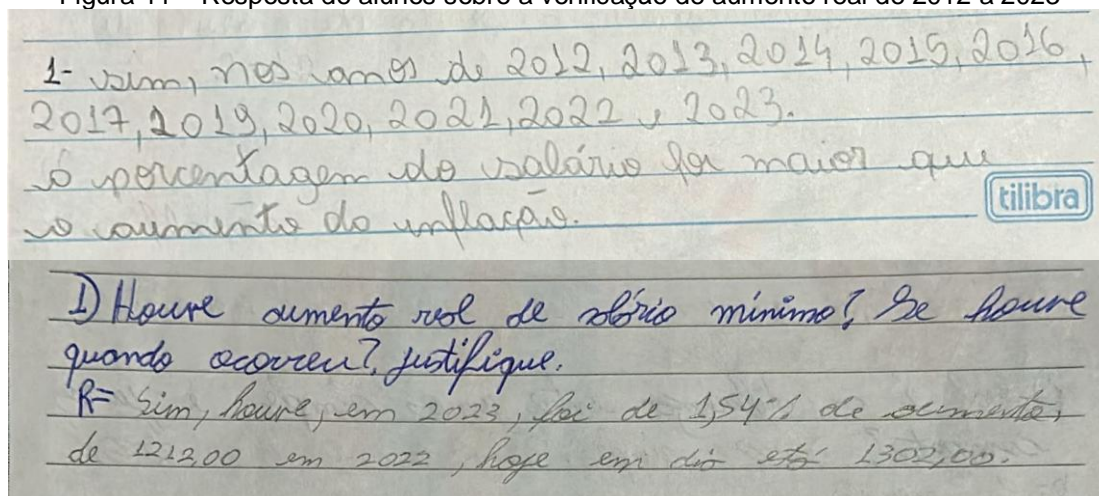 Figura 11 – Resposta de alunos sobre a verificação do aumento real de 2012 a 2023
1- sim, nos anos de 2012, 2013, 2014, 2015, 2016,
2017, 2019, 2020, 2021, 2022 e 2023.
o porcentagem do salário foi maior que
o aumento do inflação.
tilibra
1) Houve aumento real de salário mínimo? Se houve
quando ocorreu? justifique.
R= Sim, houve, em 2023, foi de 1,54% de aumento,
de 1212,00 em 2022, hoje em dia está 1302,00.